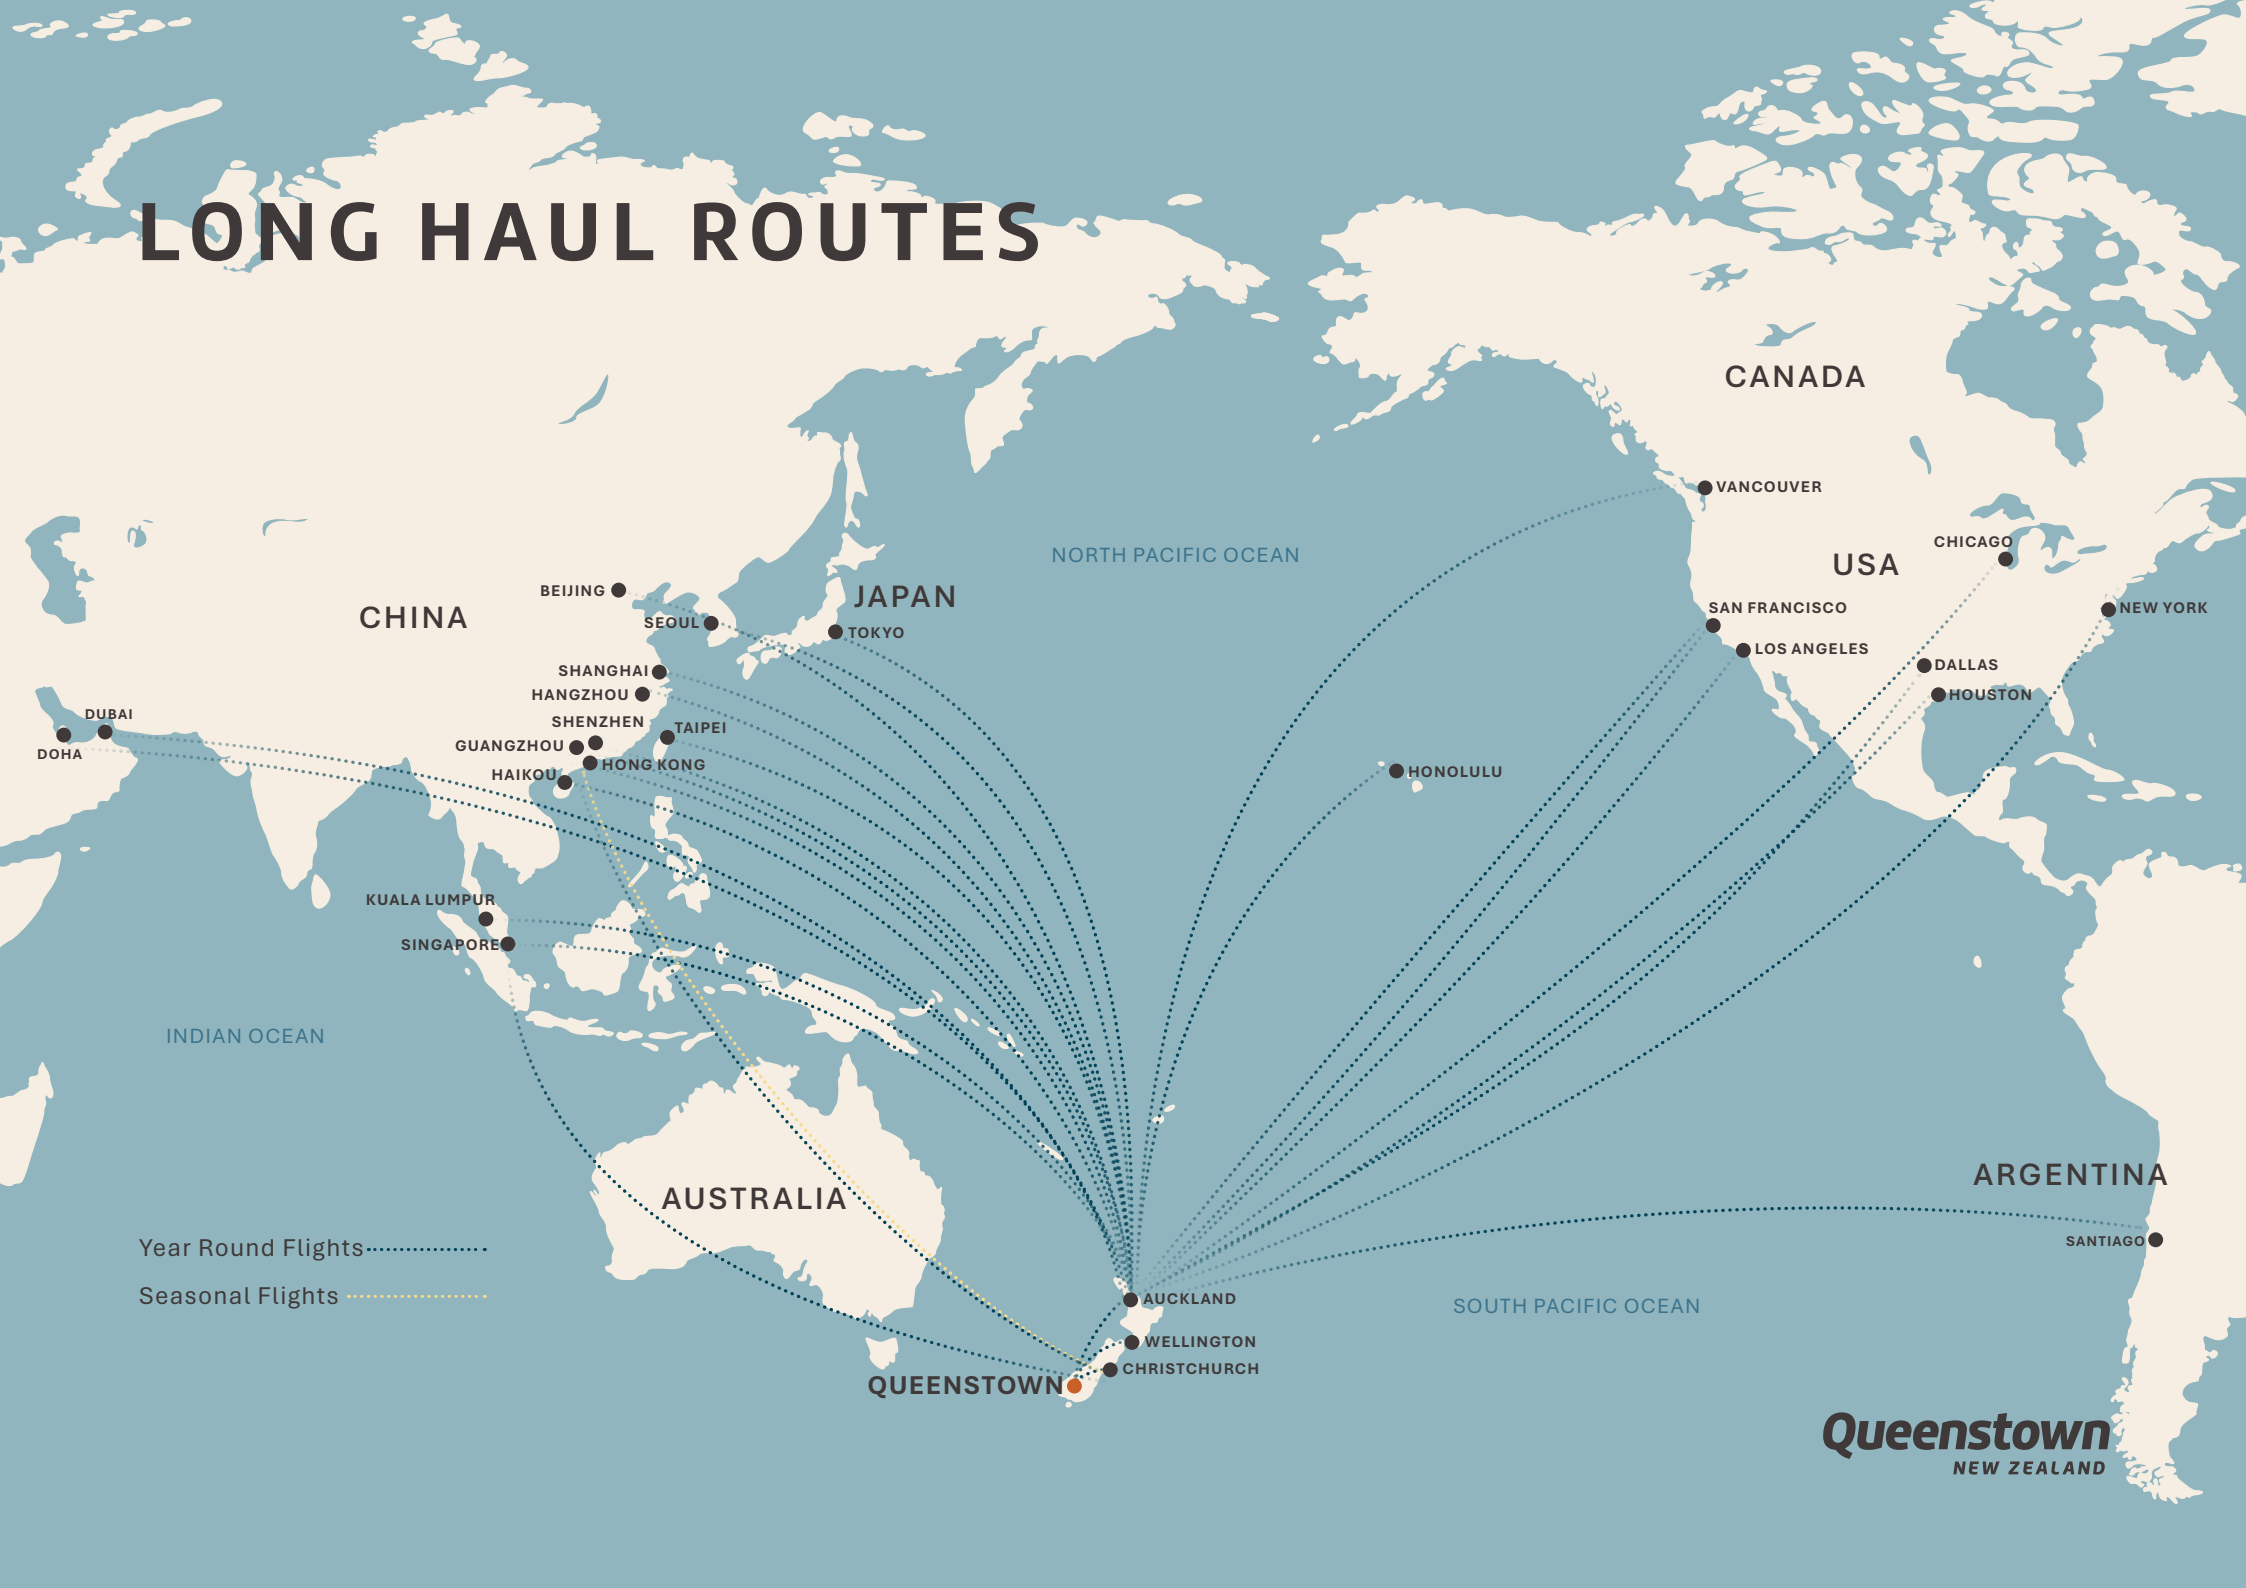 LONG HAUL ROUTES
CANADA
VANCOUVER
NORTH PACIFIC OCEAN
CHICAGO
USA
BEIJING
JAPAN
CHINA
SAN FRANCISCO
NEW YORK
SEOUL
TOKYO
LOS ANGELES
SHANGHAI
DALLAS
HANGZHOU
HOUSTON
DUBAI
SHENZHEN
TAIPEI
GUANGZHOU
DOHA
HONG KONG
HAIKOU
HONOLULU
KUALA LUMPUR
SINGAPORE
INDIAN OCEAN
ARGENTINA
AUSTRALIA
SANTIAGO
Year Round Flights
Seasonal Flights
AUCKLAND
SOUTH PACIFIC OCEAN
WELLINGTON
CHRISTCHURCH
QUEENSTOWN
Queenstown
NEW ZEALAND